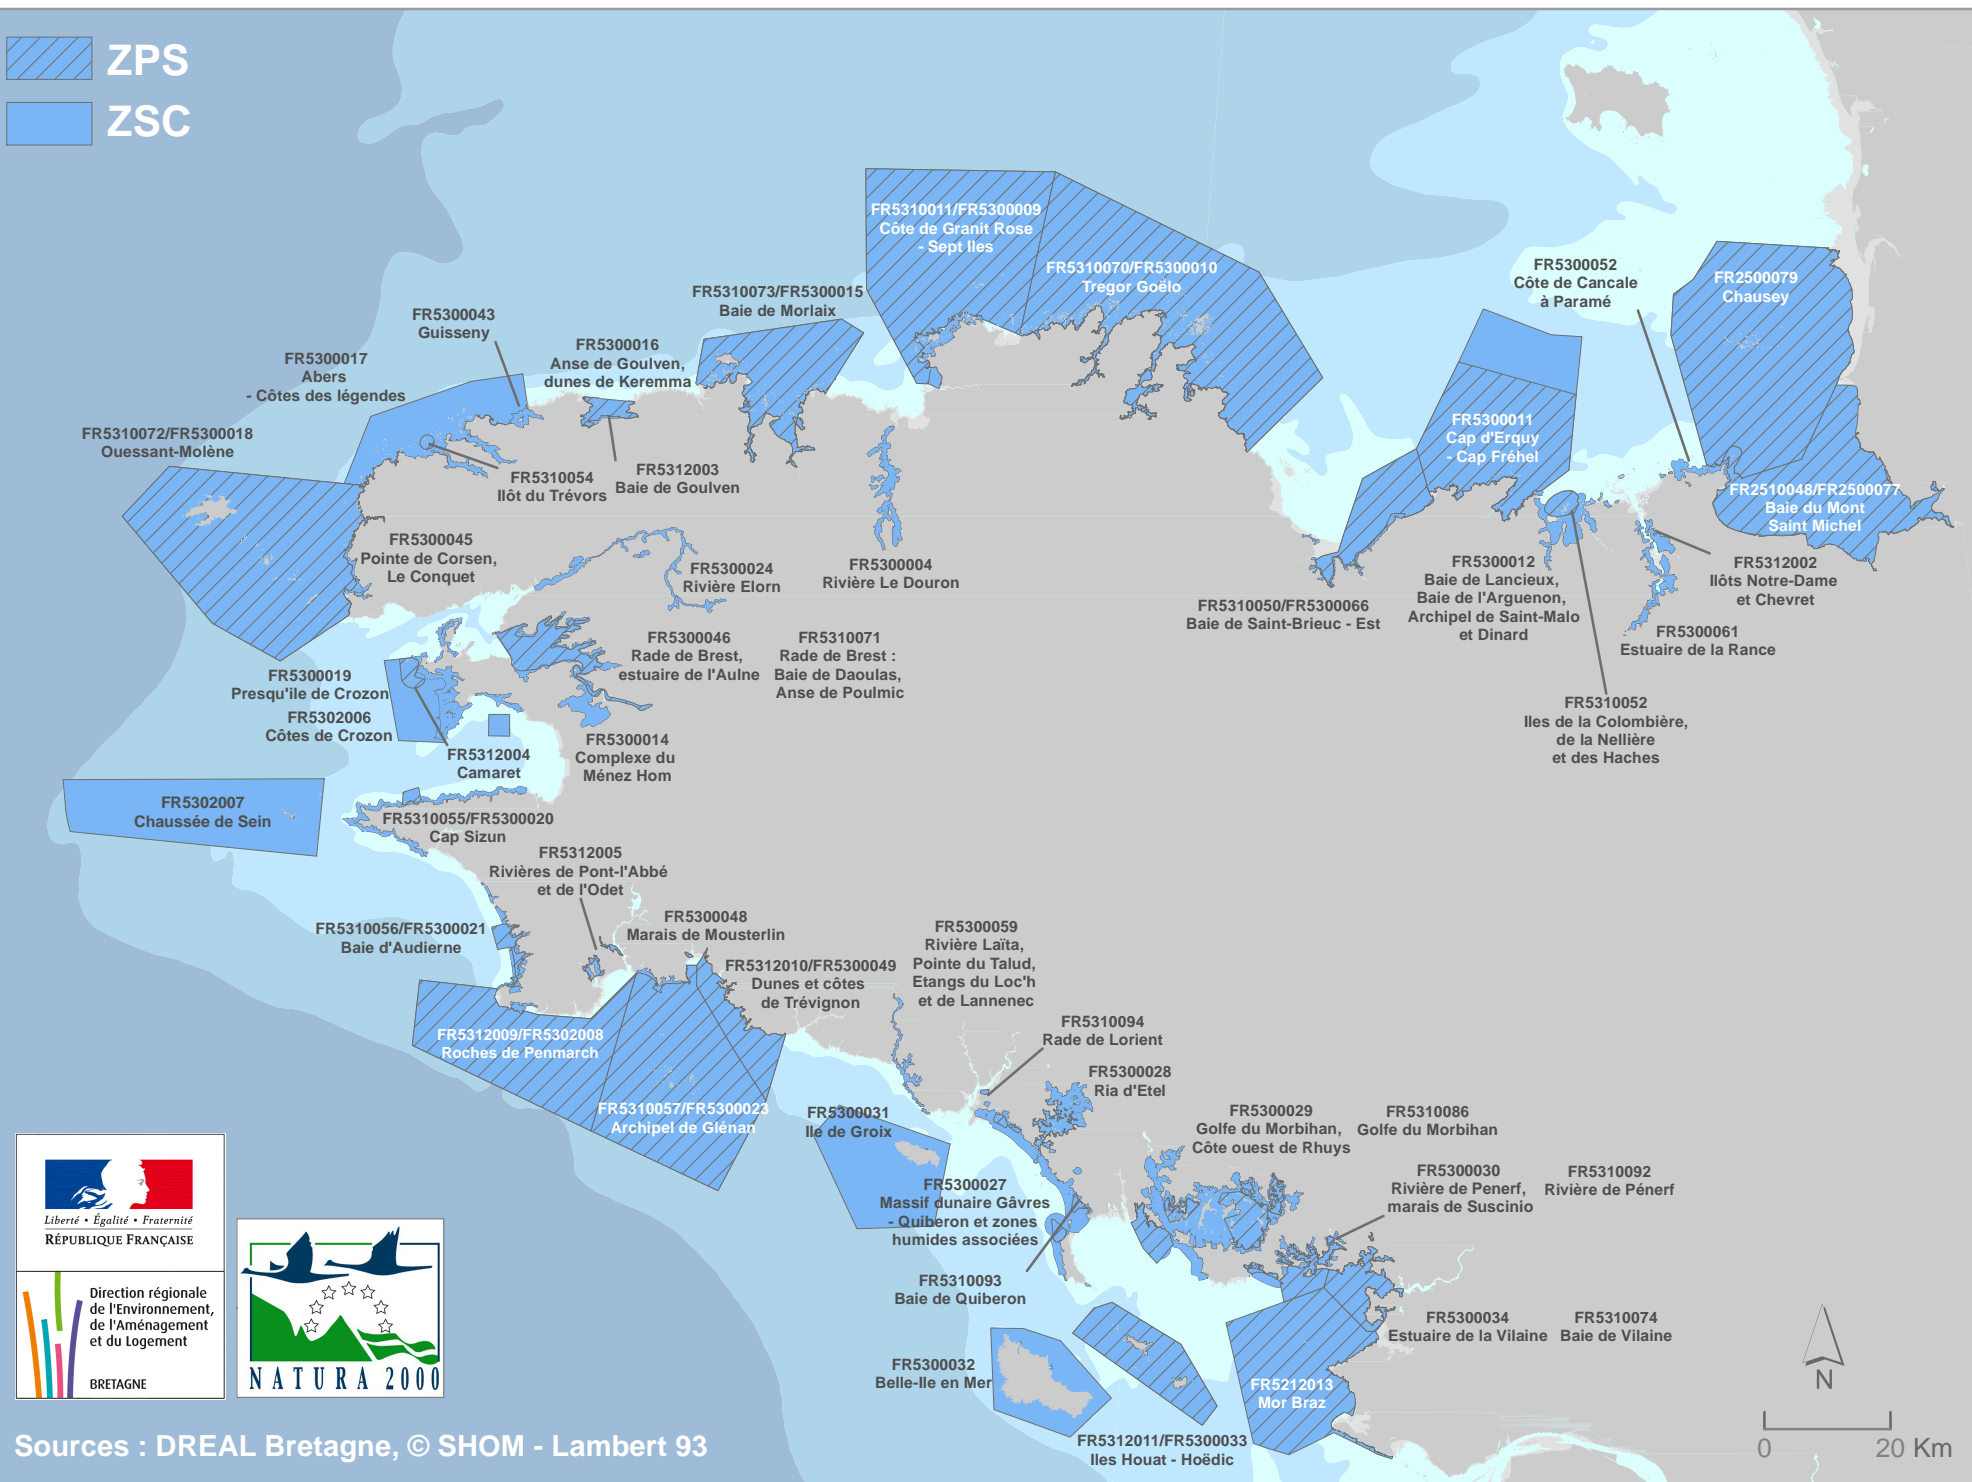 ZPS
ZSC
FR5310011/FR5300009
Côte de Granit Rose
- Sept Iles
FR5310070/FR5300010
Tregor Goëlo
FR5300052
Côte de Cancale
à Paramé
FR2500079
Chausey
FR5310073/FR5300015
Baie de Morlaix
FR5300043
Guisseny
FR5300016
Anse de Goulven,
dunes de Keremma
FR5300017
Abers
- Côtes des légendes
FR5310072/FR5300018
Ouessant-Molène
FR5310054
Ilôt du Trévors
FR5312003
Baie de Goulven
FR5300011
Cap d'Erquy
- Cap Fréhel
FR2510048/FR2500077
Baie du Mont
Saint Michel
FR5300045
Pointe de Corsen,
Le Conquet
FR5300024
Rivière Elorn
FR5300004
Rivière Le Douron
FR5310050/FR5300066
Baie de Saint-Brieuc - Est
FR5300012
Baie de Lancieux,
Baie de l'Arguenon,
Archipel de Saint-Malo
et Dinard
FR5312002
Ilôts Notre-Dame
et Chevret
FR5300061
Estuaire de la Rance
FR5300046
Rade de Brest,
estuaire de l'Aulne
FR5310071
Rade de Brest :
Baie de Daoulas,
Anse de Poulmic
FR5300019
Presqu'ile de Crozon
FR5302006
Côtes de Crozon
FR5312004
Camaret
FR5300014
Complexe du
Ménez Hom
FR5310052
Iles de la Colombière,
de la Nellière
et des Haches
FR5302007
Chaussée de Sein
FR5310055/FR5300020
Cap Sizun
FR5312005
Rivières de Pont-l'Abbé
et de l'Odet
FR5310056/FR5300021
Baie d'Audierne
FR5300048
Marais de Mousterlin
FR5312010/FR5300049
Dunes et côtes
de Trévignon
FR5300059
Rivière Laïta,
Pointe du Talud,
Etangs du Loc'h
et de Lannenec
FR5312009/FR5302008
Roches de Penmarch
FR5310057/FR5300023
Archipel de Glénan
FR5310094
Rade de Lorient
FR5300028
Ria d'Etel
FR5300031
Ile de Groix
FR5300029
Golfe du Morbihan,
Côte ouest de Rhuys
FR5310086
Golfe du Morbihan
FR5300027
Massif dunaire Gâvres
- Quiberon et zones
humides associées
FR5300030
Rivière de Penerf,
marais de Suscinio
FR5310092
Rivière de Pénerf
FR5310093
Baie de Quiberon
FR5300034
Estuaire de la Vilaine
FR5310074
Baie de Vilaine
FR5300032
Belle-Ile en Mer
FR5212013
Mor Braz
FR5312011/FR5300033
Iles Houat - Hoëdic
Liberté • Égalité • Fraternité
RÉPUBLIQUE FRANÇAISE
Direction régionale
de l'Environnement,
de l'Aménagement
et du Logement
BRETAGNE
NATURA 2000
N
0 20 Km
Sources : DREAL Bretagne, © SHOM - Lambert 93